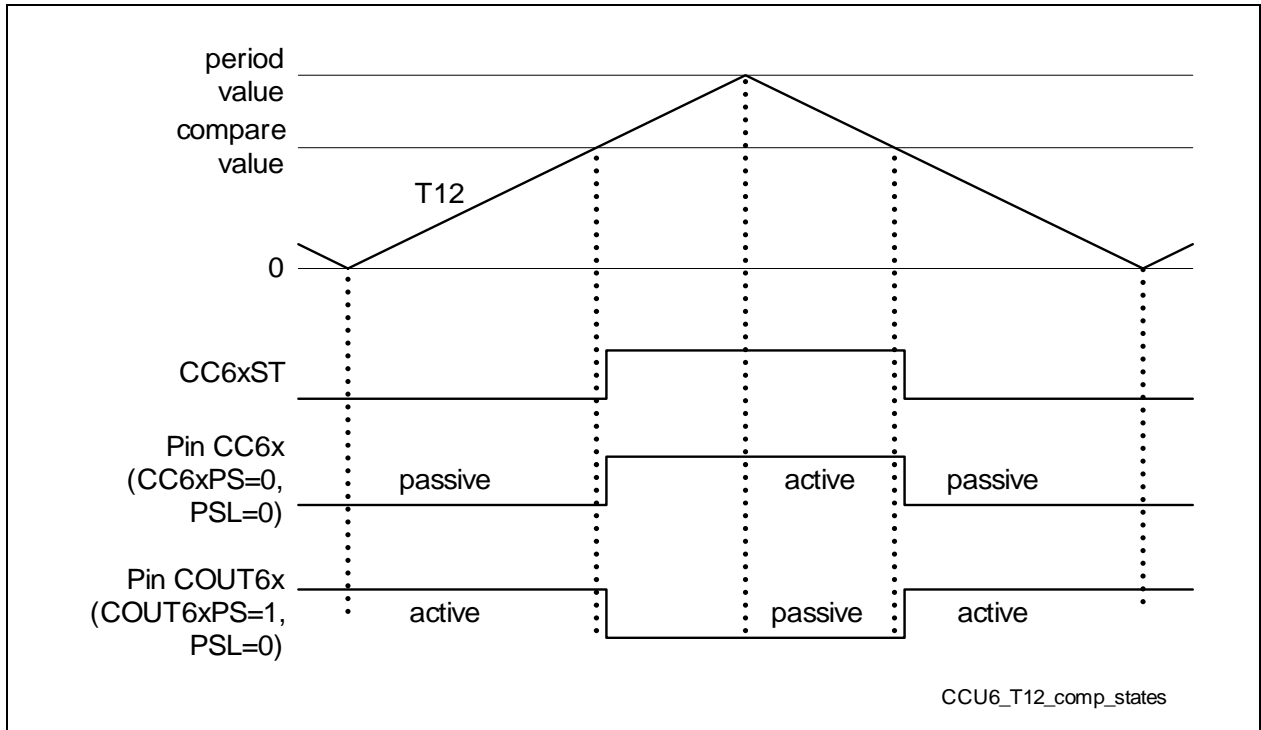 period
value
compare
value
T12
0
CC6xST
Pin CC6x
(CC6xPS=0,
PSL=0)
passive
active
passive
Pin COUT6x
(COUT6xPS=1,
PSL=0)
active
passive
active
CCU6_T12_comp_states